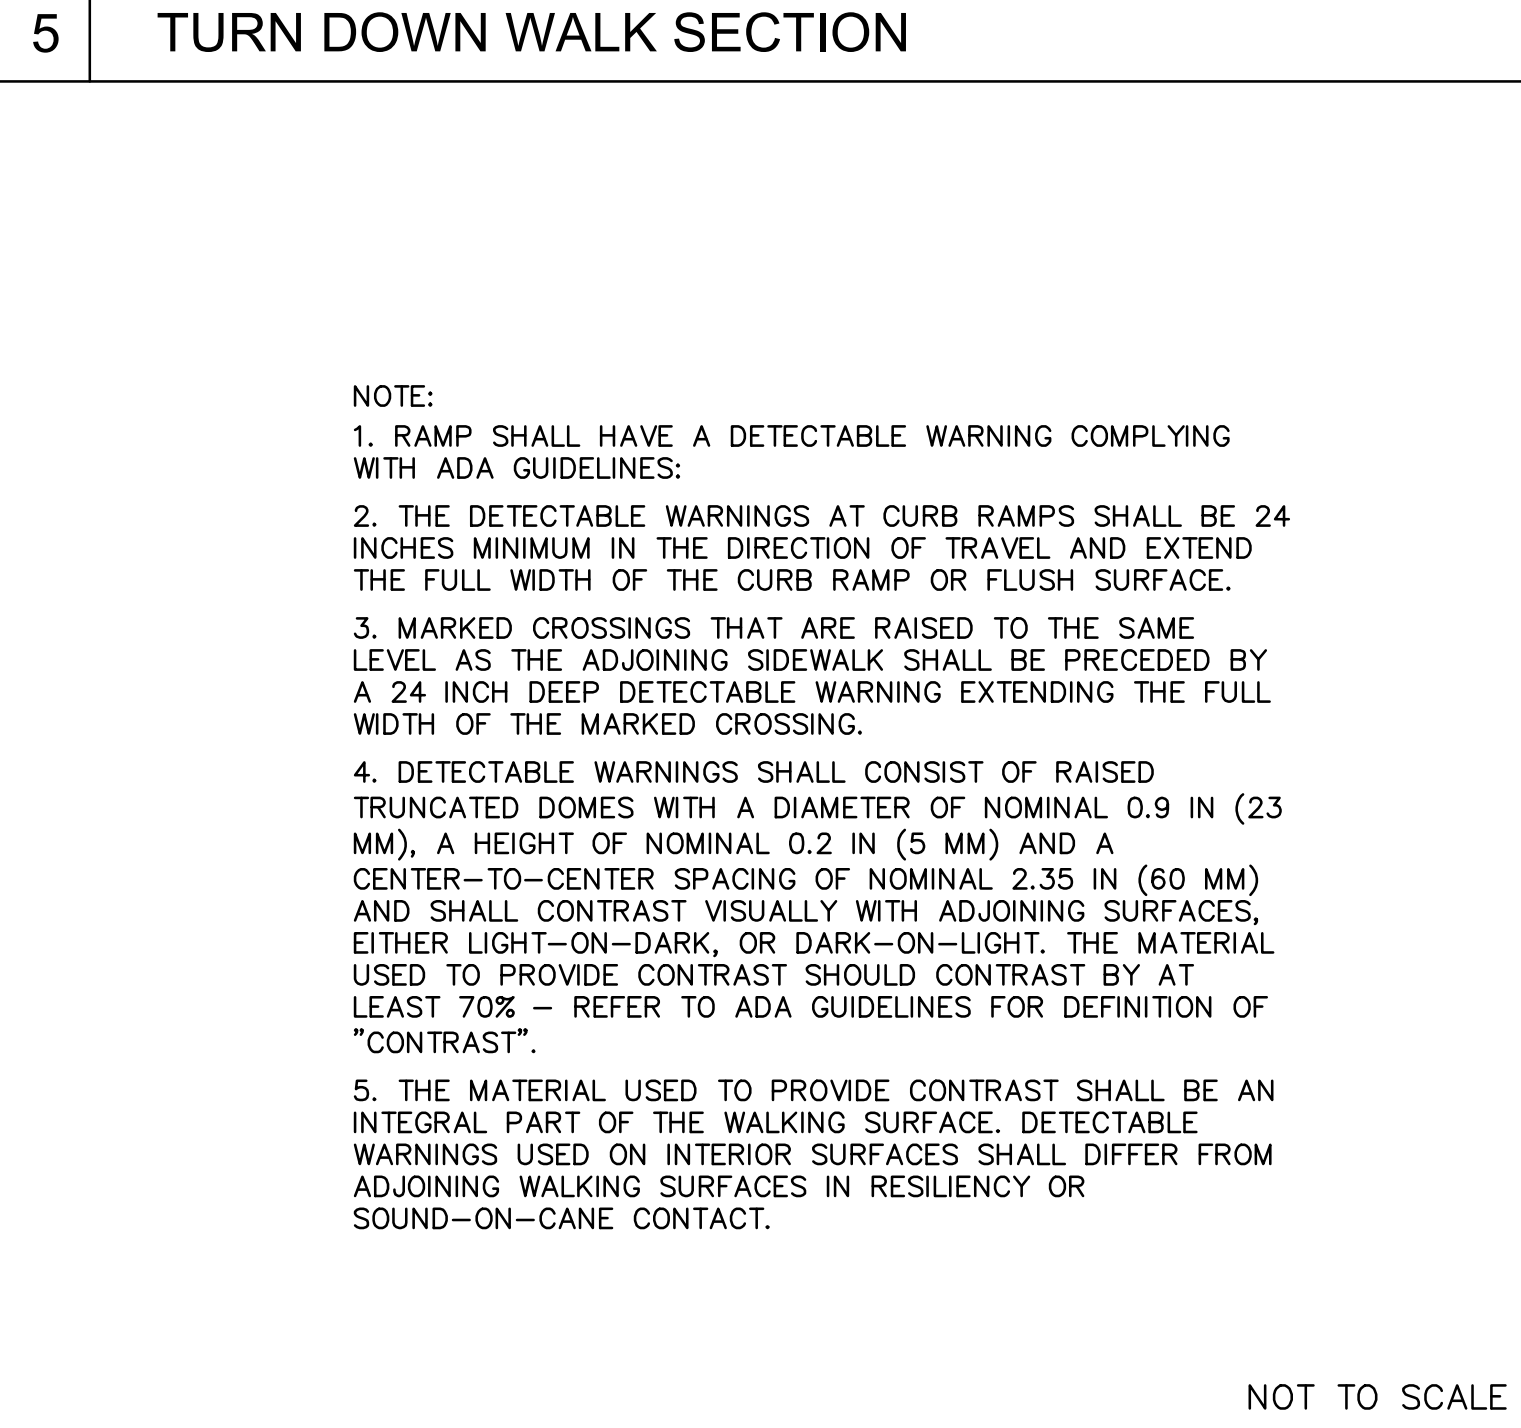 5 TURN DOWN WALK SECTION
NOTE:
1. RAMP SHALL HAVE A DETECTABLE WARNING COMPLYING
WITH ADA GUIDELINES:
2. THE DETECTABLE WARNINGS AT CURB RAMPS SHALL BE 24
INCHES MINIMUM IN THE DIRECTION OF TRAVEL AND EXTEND
THE FULL WIDTH OF THE CURB RAMP OR FLUSH SURFACE.
3. MARKED CROSSINGS THAT ARE RAISED TO THE SAME
LEVEL AS THE ADJOINING SIDEWALK SHALL BE PRECEDED BY
A 24 INCH DEEP DETECTABLE WARNING EXTENDING THE FULL
WIDTH OF THE MARKED CROSSING.
4. DETECTABLE WARNINGS SHALL CONSIST OF RAISED
TRUNCATED DOMES WITH A DIAMETER OF NOMINAL 0.9 IN (23
MM), A HEIGHT OF NOMINAL 0.2 IN (5 MM) AND A
CENTER–TO–CENTER SPACING OF NOMINAL 2.35 IN (60 MM)
AND SHALL CONTRAST VISUALLY WITH ADJOINING SURFACES,
EITHER LIGHT–ON–DARK, OR DARK–ON–LIGHT. THE MATERIAL
USED TO PROVIDE CONTRAST SHOULD CONTRAST BY AT
LEAST 70% – REFER TO ADA GUIDELINES FOR DEFINITION OF
”CONTRAST”.
5. THE MATERIAL USED TO PROVIDE CONTRAST SHALL BE AN
INTEGRAL PART OF THE WALKING SURFACE. DETECTABLE
WARNINGS USED ON INTERIOR SURFACES SHALL DIFFER FROM
ADJOINING WALKING SURFACES IN RESILIENCY OR
SOUND–ON–CANE CONTACT.
NOT TO SCALE